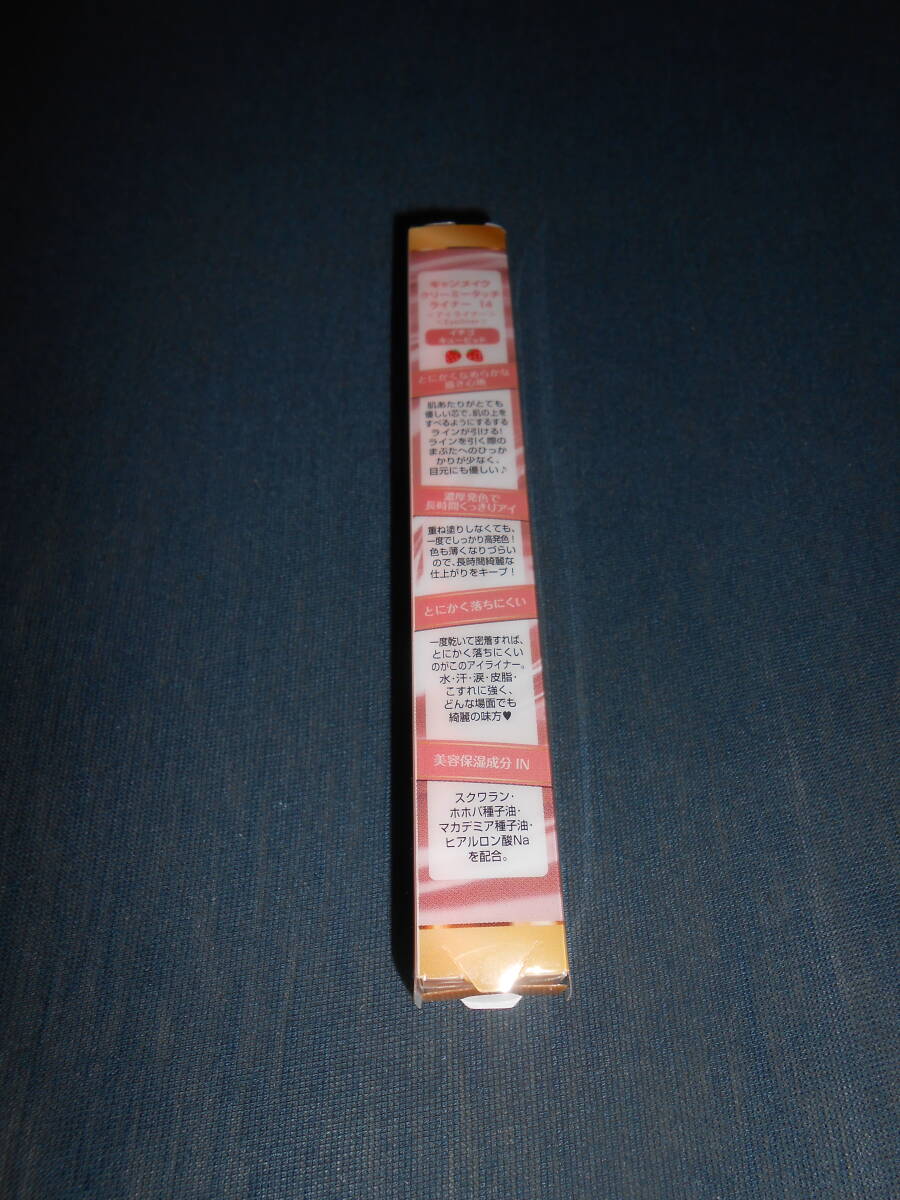 キャンメイク
クリーミータッチ
ライナー 14
＜アイライナー＞
＜Eyeliner＞
イチゴ
キューピッド
とにかくなめらかな
描き心地
肌あたりがとても
優しい芯で、肌の上を
すべるようにするする
ラインが引ける!
ラインを引く際の
まぶたへのひっか
かりが少なく、
目元にも優しい♪
濃厚発色で
長時間くっきりアイ
重ね塗りしなくても、
一度でしっかり高発色！
色も薄くなりづらい
ので、長時間綺麗な
仕上がりをキープ！
とにかく落ちにくい
一度乾いて密着すれば、
とにかく落ちにくい
のがこのアイライナー。
水・汗・涙・皮脂・
こすれに強く、
どんな場面でも
綺麗の味方♥
美容保湿成分 IN
スクワラン・
ホホバ種子油・
マカデミア種子油・
ヒアルロン酸Na
を配合。